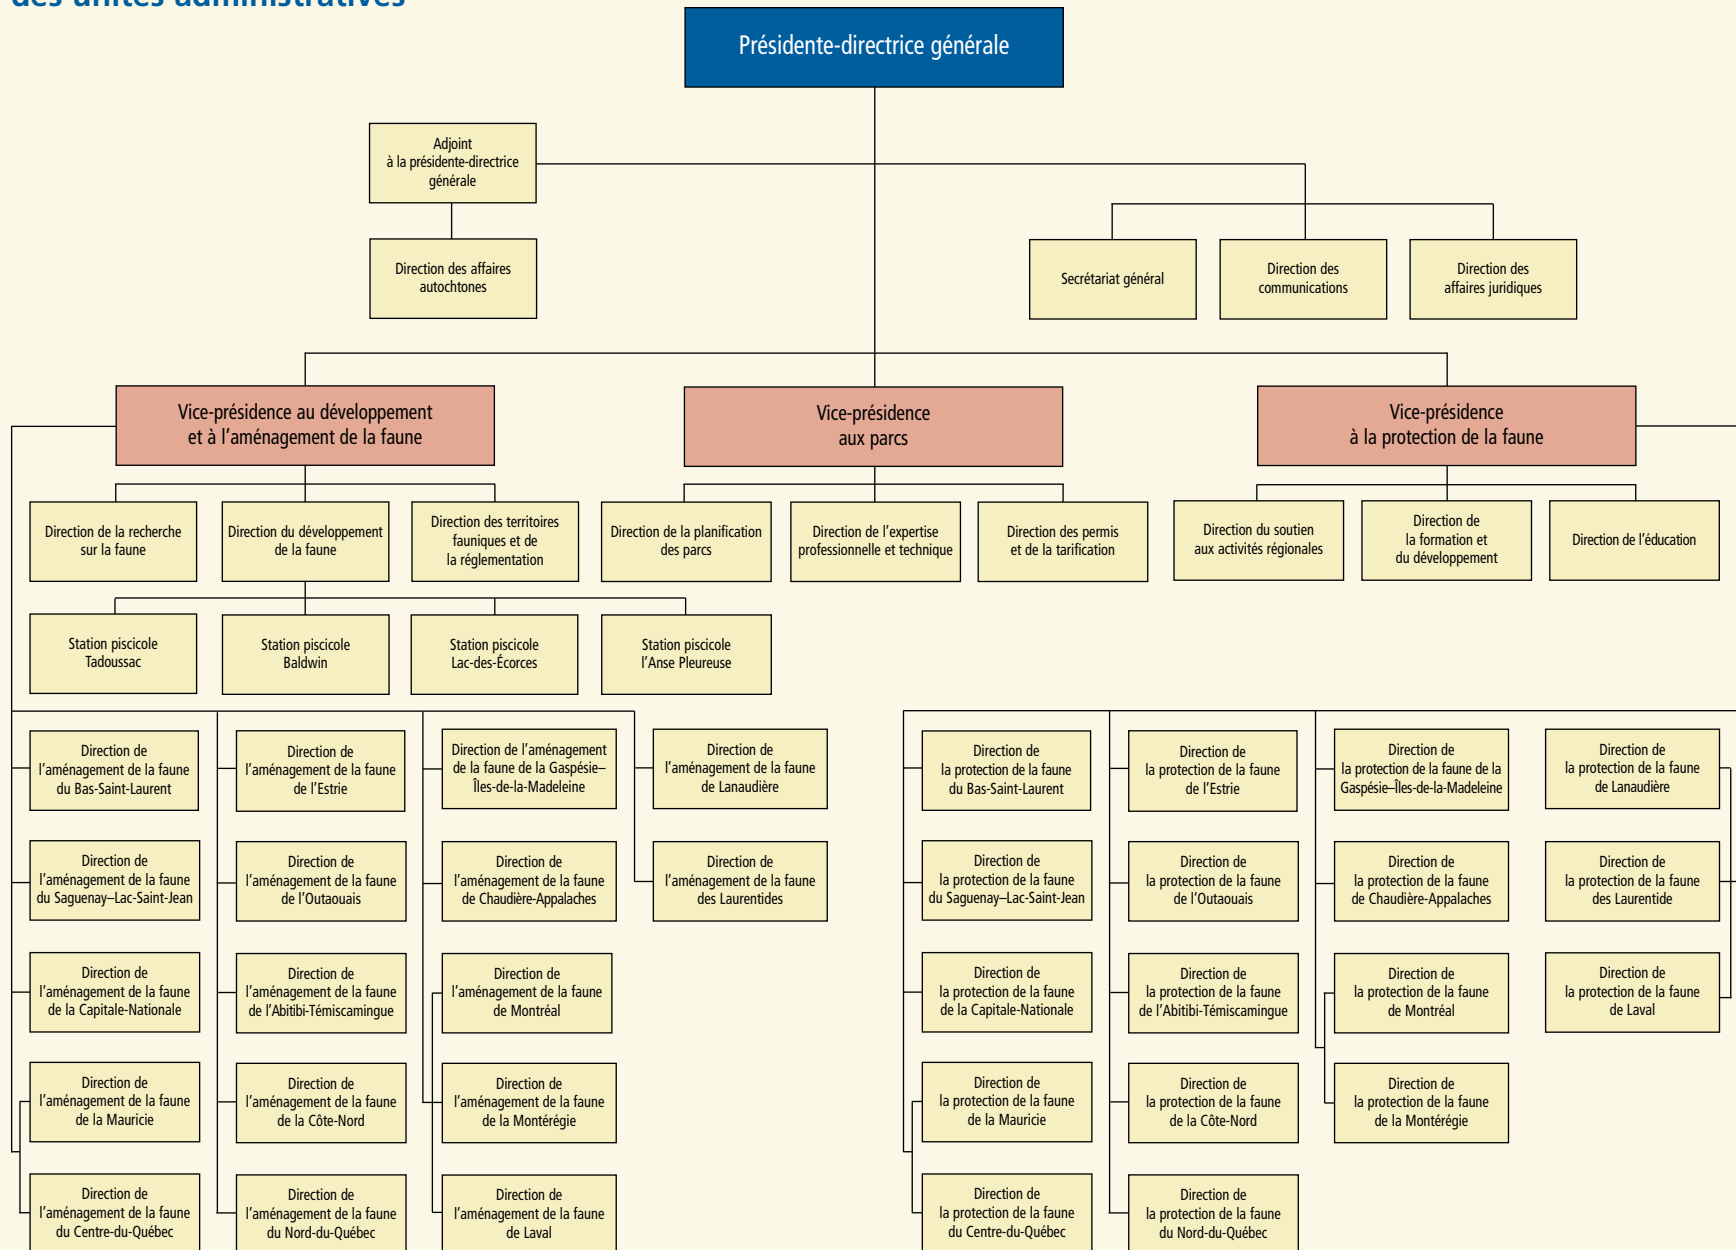 des unités administratives
Présidente-directrice générale
Adjoint
à la présidente-directrice
générale
Direction des affaires
autochtones
Secrétariat général
Direction des
communications
Direction des
affaires juridiques
Vice-présidence au développement
et à l'aménagement de la faune
Vice-présidence
aux parcs
Vice-présidence
à la protection de la faune
Direction de la recherche
sur la faune
Direction du développement
de la faune
Direction des territoires
fauniques et de
la réglementation
Direction de la planification
des parcs
Direction de l'expertise
professionnelle et technique
Direction des permis
et de la tarification
Direction du soutien
aux activités régionales
Direction de
la formation et
du développement
Direction de l'éducation
Station piscicole
Tadoussac
Station piscicole
Baldwin
Station piscicole
Lac-des-Écorces
Station piscicole
l'Anse Pleureuse
Direction de
l'aménagement de la faune
du Bas-Saint-Laurent
Direction de
l'aménagement de la faune
de l'Estrie
Direction de l'aménagement
de la faune de la Gaspésie–
Îles-de-la-Madeleine
Direction de
l'aménagement de la faune
de Lanaudière
Direction de
la protection de la faune
du Bas-Saint-Laurent
Direction de
la protection de la faune
de l'Estrie
Direction de
la protection de la faune de la
Gaspésie–Îles-de-la-Madeleine
Direction de
la protection de la faune
de Lanaudière
Direction de
l'aménagement de la faune
du Saguenay–Lac-Saint-Jean
Direction de
l'aménagement de la faune
de l'Outaouais
Direction de
l'aménagement de la faune
de Chaudière-Appalaches
Direction de
l'aménagement de la faune
des Laurentides
Direction de
la protection de la faune
du Saguenay–Lac-Saint-Jean
Direction de
la protection de la faune
de l'Outaouais
Direction de
la protection de la faune
de Chaudière-Appalaches
Direction de
la protection de la faune
des Laurentide
Direction de
l'aménagement de la faune
de la Capitale-Nationale
Direction de
l'aménagement de la faune
de l'Abitibi-Témiscamingue
Direction de
l'aménagement de la faune
de Montréal
Direction de
la protection de la faune
de la Capitale-Nationale
Direction de
la protection de la faune
de l'Abitibi-Témiscamingue
Direction de
la protection de la faune
de Montréal
Direction de
la protection de la faune
de Laval
Direction de
l'aménagement de la faune
de la Mauricie
Direction de
l'aménagement de la faune
de la Côte-Nord
Direction de
l'aménagement de la faune
de la Montérégie
Direction de
la protection de la faune
de la Mauricie
Direction de
la protection de la faune
de la Côte-Nord
Direction de
la protection de la faune
de la Montérégie
Direction de
l'aménagement de la faune
du Centre-du-Québec
Direction de
l'aménagement de la faune
du Nord-du-Québec
Direction de
l'aménagement de la faune
de Laval
Direction de
la protection de la faune
du Centre-du-Québec
Direction de
la protection de la faune
du Nord-du-Québec